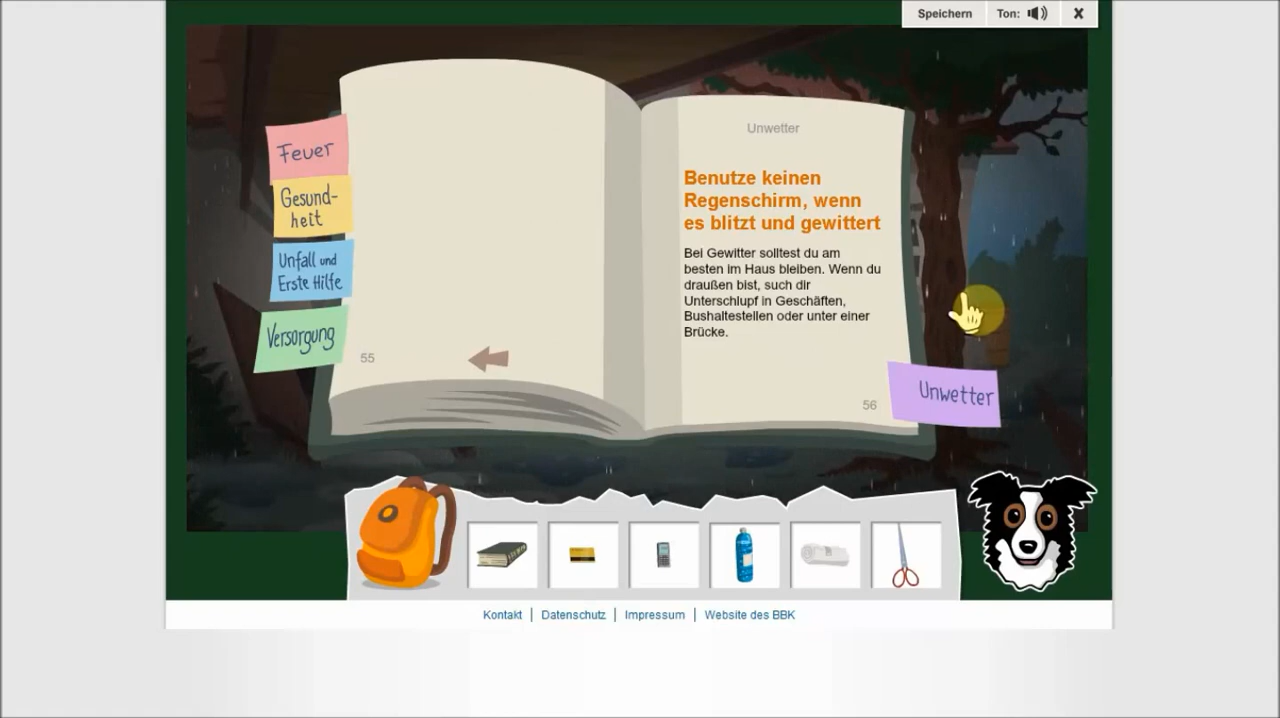 Speichern
Ton:
Feuer
Gesund-
heit
Unfall und
Erste Hilfe
Versorgung
55
Unwetter
Benutze keinen
Regenschirm, wenn
es blitzt und gewittert
Bei Gewitter solltest du am
besten im Haus bleiben. Wenn du
draußen bist, such dir
Unterschlupf in Geschäften,
Bushaltestellen oder unter einer
Brücke.
56
Unwetter
Kontakt | Datenschutz | Impressum | Website des BBK